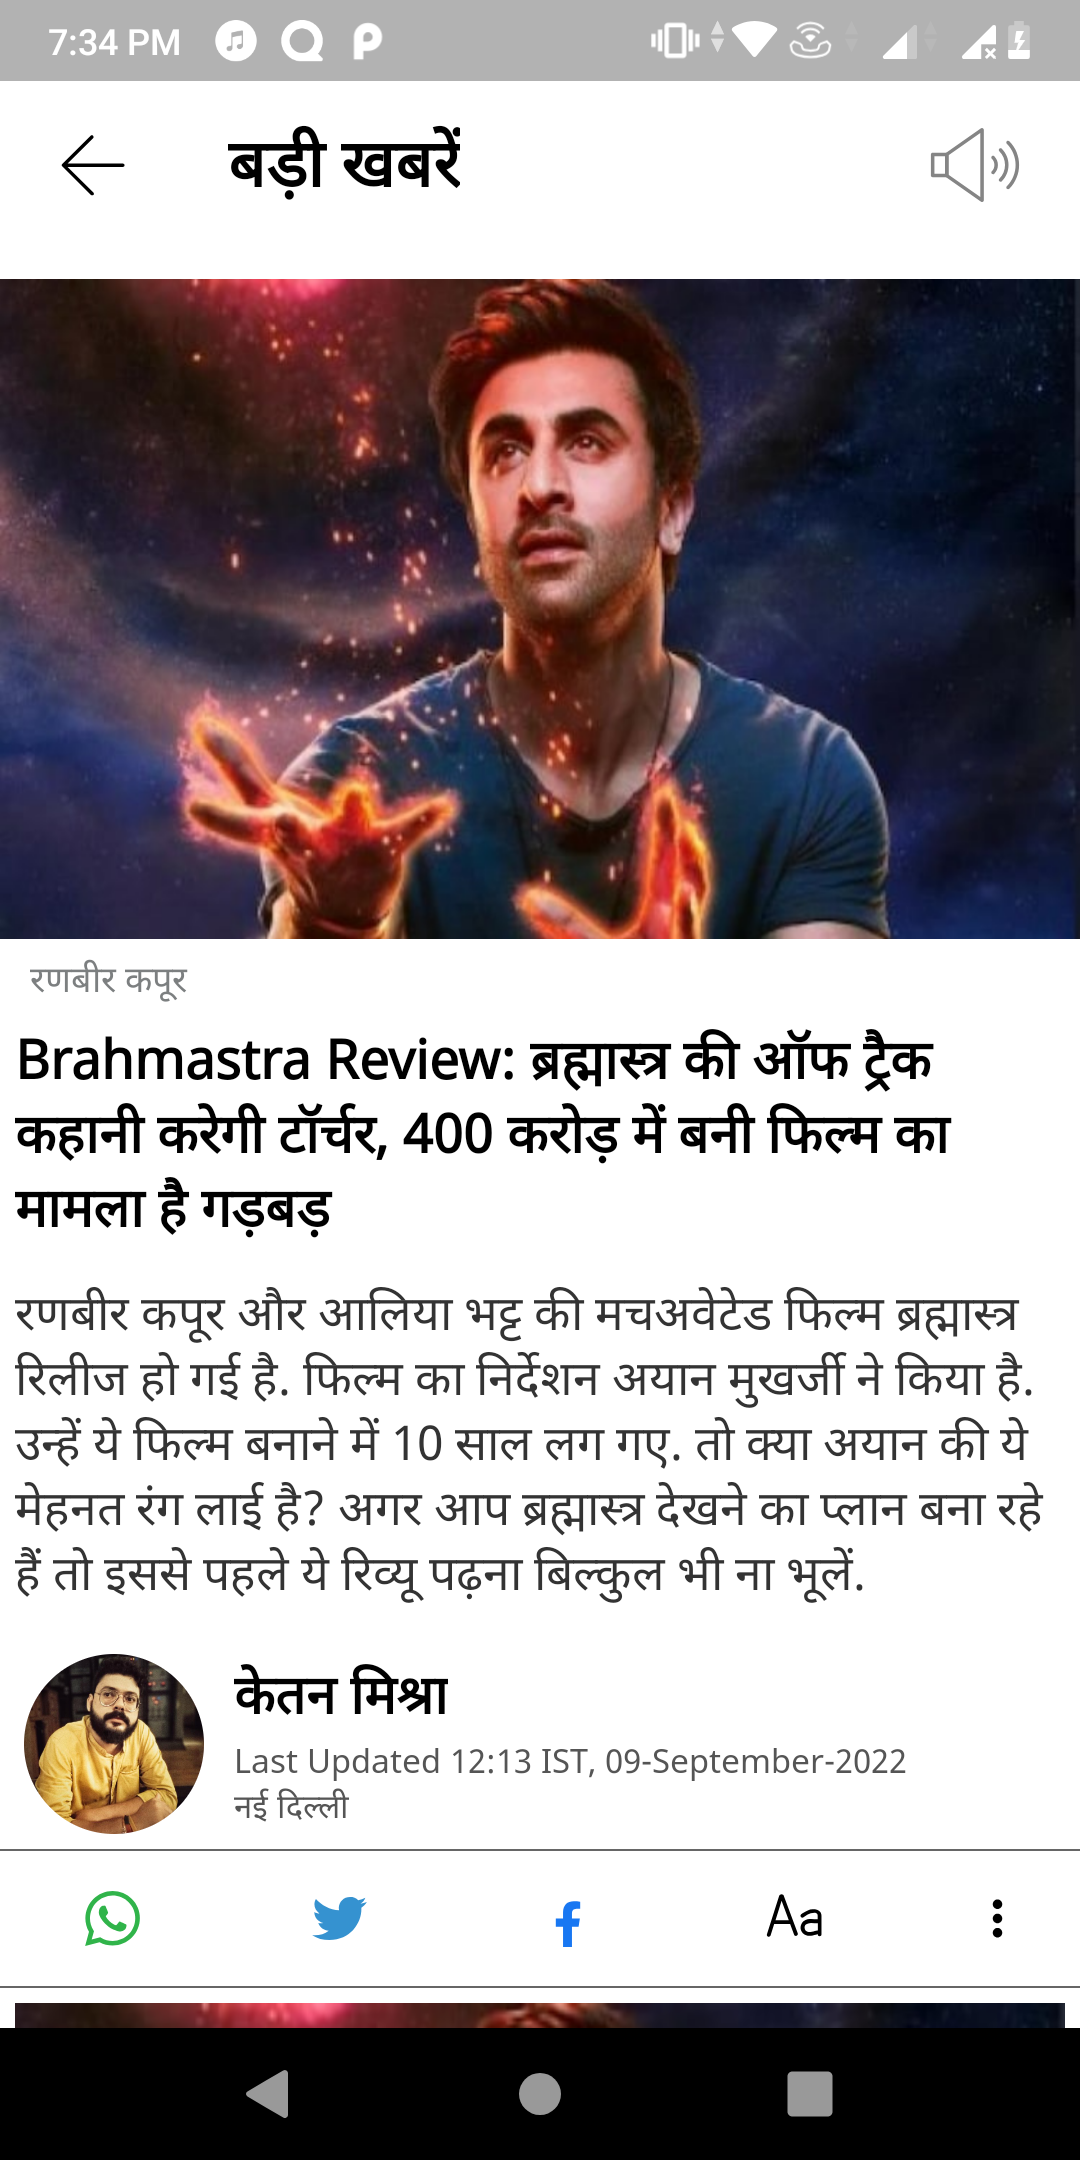 7:34 PM
बड़ी खबरें
रणबीर कपूर
Brahmastra Review: ब्रह्मास्त्र की ऑफ ट्रैक
कहानी करेगी टॉर्चर, 400 करोड़ में बनी फिल्म का
मामला है गड़बड़
रणबीर कपूर और आलिया भट्ट की मचअवेटेड फिल्म ब्रह्मास्त्र
रिलीज हो गई है. फिल्म का निर्देशन अयान मुखर्जी ने किया है.
उन्हें ये फिल्म बनाने में 10 साल लग गए. तो क्या अयान की ये
मेहनत रंग लाई है? अगर आप ब्रह्मास्त्र देखने का प्लान बना रहे
हैं तो इससे पहले ये रिव्यू पढ़ना बिल्कुल भी ना भूलें.
केतन मिश्रा
Last Updated 12:13 IST, 09-September-2022
नई दिल्ली
Aa